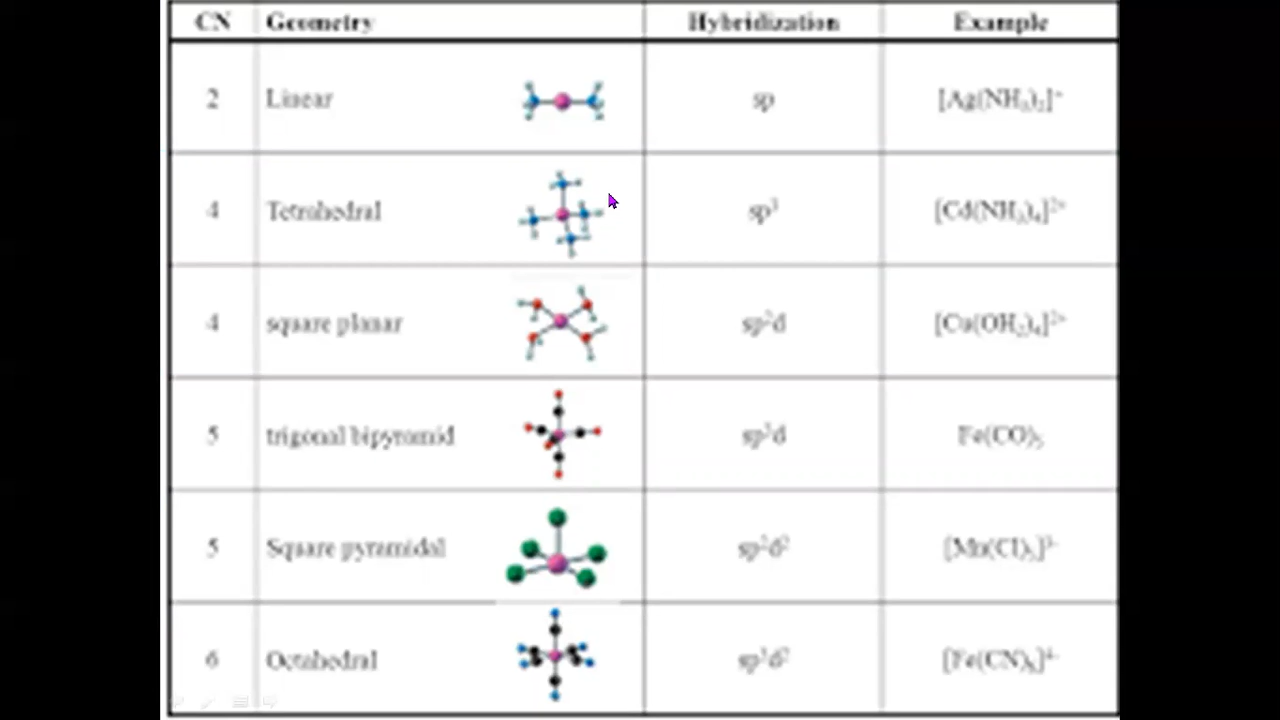 CN Geometry Hybridization Example
2 Linear sp [Ag(NH₃)₂]⁺
4 Tetrahedral sp³ [Cd(NH₃)₄]²⁺
4 square planar sp²d [Cu(OH₂)₄]²⁺
5 trigonal bipyramid sp³d Fe(CO)₅
5 Square pyramidal sp²d² [Mn(Cl)₅]³⁻
6 Octahedral sp³d² [Fe(CN)₆]⁴⁻